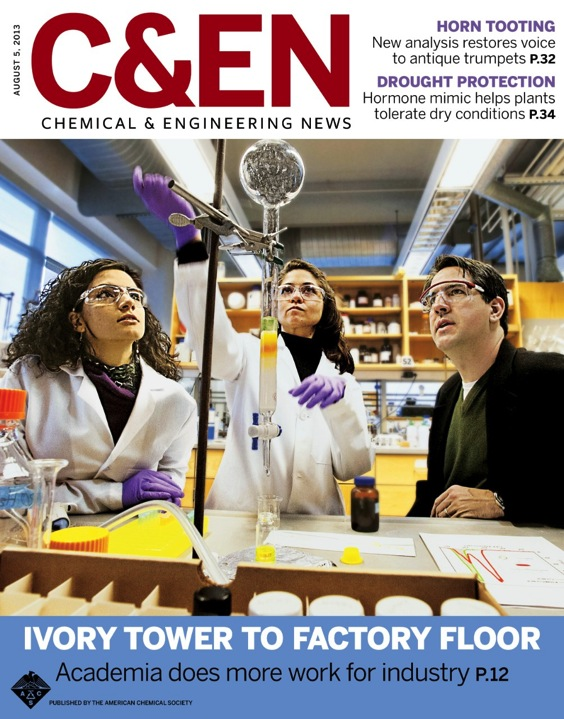 AUGUST 5, 2013
C&EN
CHEMICAL & ENGINEERING NEWS
HORN TOOTING
New analysis restores voice
to antique trumpets P.32
DROUGHT PROTECTION
Hormone mimic helps plants
tolerate dry conditions P.34
52
IVORY TOWER TO FACTORY FLOOR
Academia does more work for industry P.12
A C
S
PUBLISHED BY THE AMERICAN CHEMICAL SOCIETY